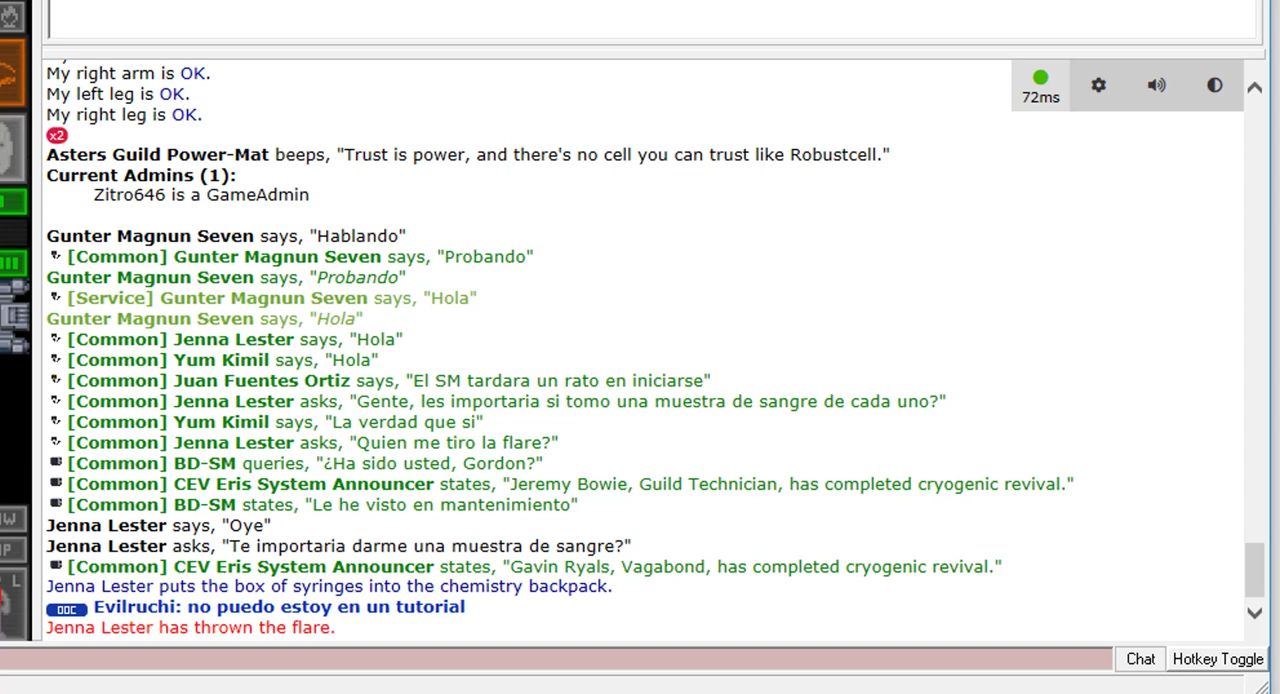 My right arm is OK.
My left leg is OK.
My right leg is OK.
72ms
x2
Asters Guild Power-Mat beeps, "Trust is power, and there's no cell you can trust like Robustcell."
Current Admins (1):
Zitro646 is a GameAdmin
Gunter Magnun Seven says, "Hablando"
[Common] Gunter Magnun Seven says, "Probando"
Gunter Magnun Seven says, "Probando"
[Service] Gunter Magnun Seven says, "Hola"
Gunter Magnun Seven says, "Hola"
[Common] Jenna Lester says, "Hola"
[Common] Yum Kimil says, "Hola"
[Common] Juan Fuentes Ortiz says, "El SM tardara un rato en iniciarse"
[Common] Jenna Lester asks, "Gente, les importaria si tomo una muestra de sangre de cada uno?"
[Common] Yum Kimil says, "La verdad que si"
[Common] Jenna Lester asks, "Quien me tiro la flare?"
[Common] BD-SM queries, "¿Ha sido usted, Gordon?"
[Common] CEV Eris System Announcer states, "Jeremy Bowie, Guild Technician, has completed cryogenic revival."
[Common] BD-SM states, "Le he visto en mantenimiento"
Jenna Lester says, "Oye"
Jenna Lester asks, "Te importaria darme una muestra de sangre?"
[Common] CEV Eris System Announcer states, "Gavin Ryals, Vagabond, has completed cryogenic revival."
Jenna Lester puts the box of syringes into the chemistry backpack.
OOC Evilruchi: no puedo estoy en un tutorial
Jenna Lester has thrown the flare.
Chat
Hotkey Toggle